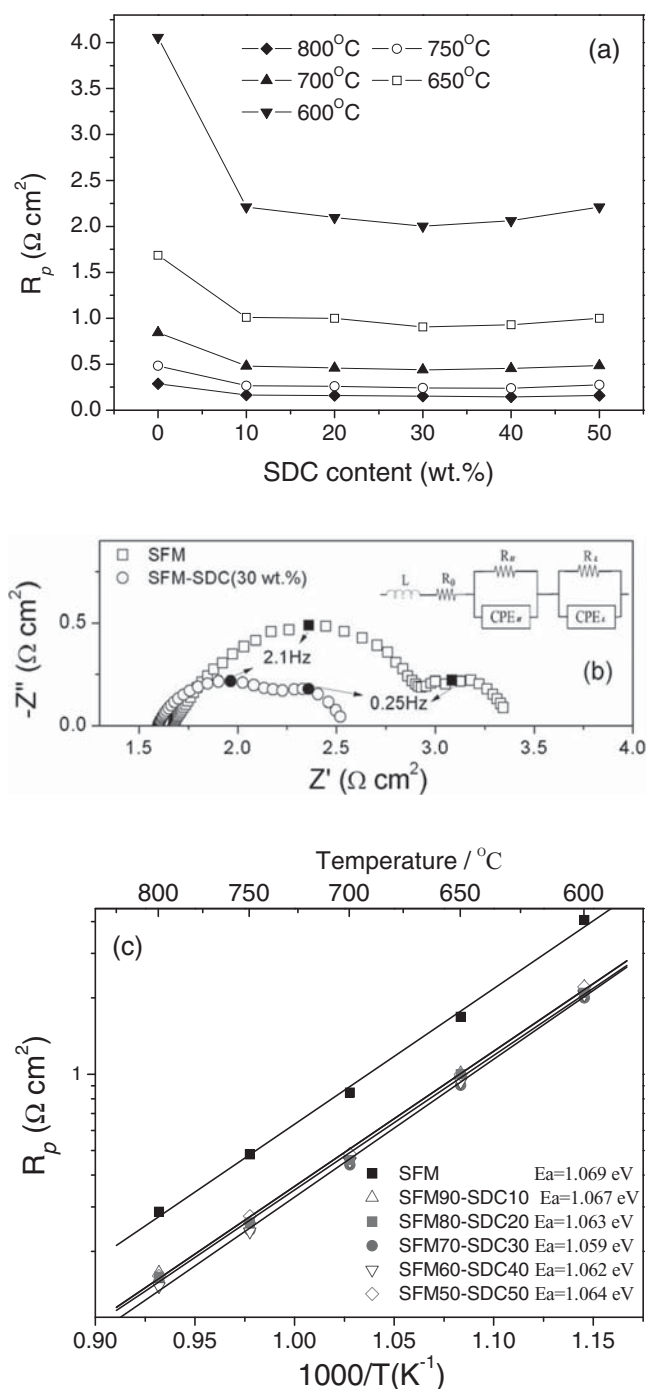 (a)
800°C 750°C
700°C 650°C
600°C
4.0
3.5
3.0
2.5
2.0
1.5
1.0
0.5
0.0
Rp (Ω cm²)
0 10 20 30 40 50
SDC content (wt.%)
SFM
SFM-SDC(30 wt.%)
L R0 RH RL
CPEH CPEL
0.5
0.0
-Z" (Ω cm²)
2.1Hz
0.25Hz
(b)
1.5 2.0 2.5 3.0 3.5 4.0
Z' (Ω cm²)
Temperature / °C
800 750 700 650 600
(c)
1
Rp (Ω cm²)
SFM Ea=1.069 eV
SFM90-SDC10 Ea=1.067 eV
SFM80-SDC20 Ea=1.063 eV
SFM70-SDC30 Ea=1.059 eV
SFM60-SDC40 Ea=1.062 eV
SFM50-SDC50 Ea=1.064 eV
0.90 0.95 1.00 1.05 1.10 1.15
1000/T(K⁻¹)